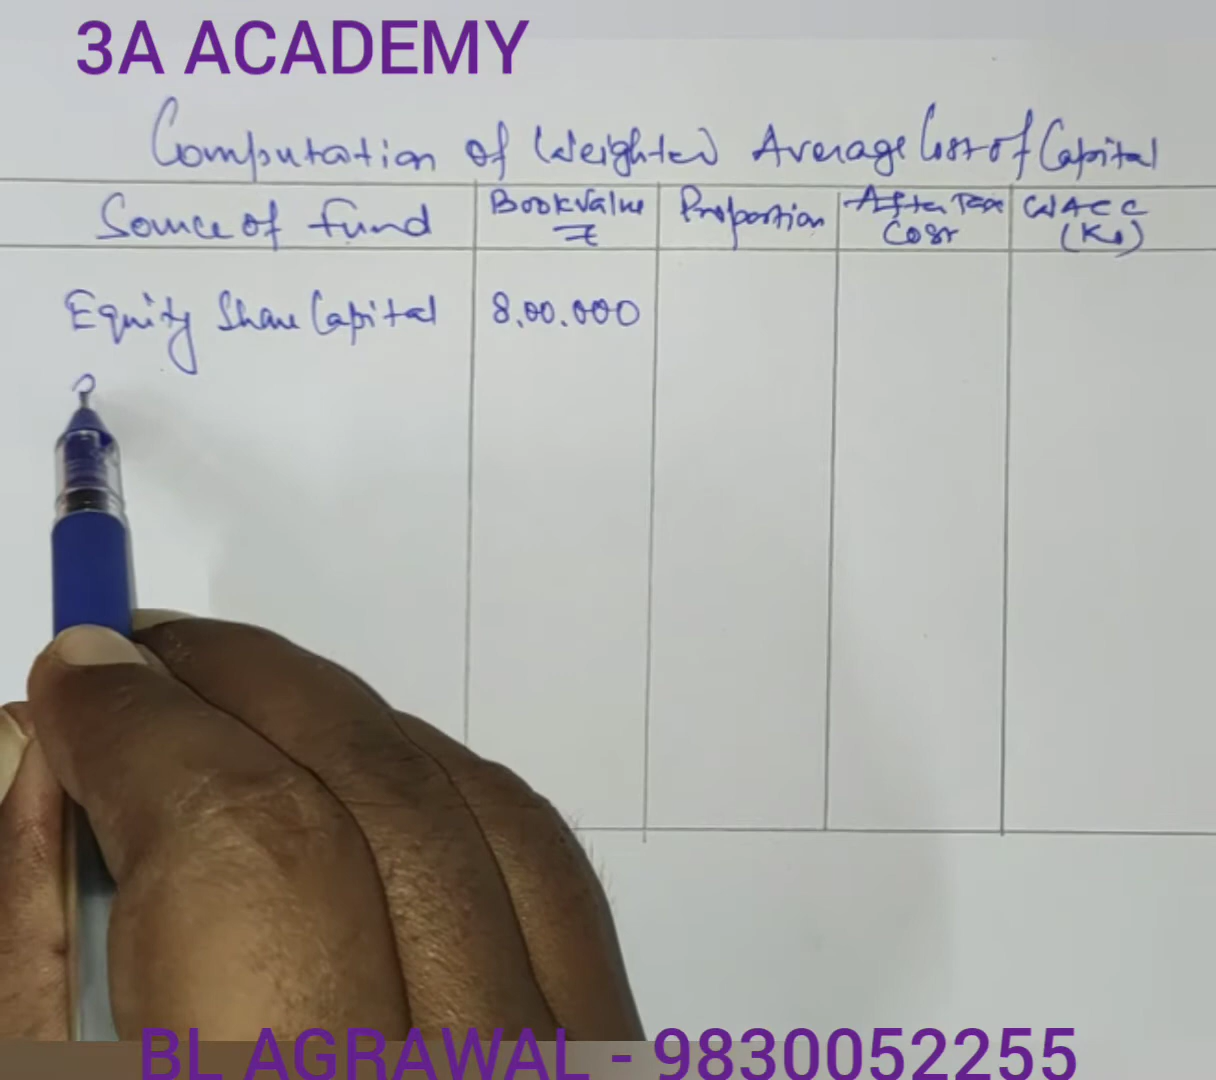 3A ACADEMY
Computation of Weighted Average Cost of Capital
Source of Fund Book Value ₹ Proportion After Tax Cost WACC (Ko)
Equity Share Capital 8,00,000
BL AGRAWAL - 9830052255